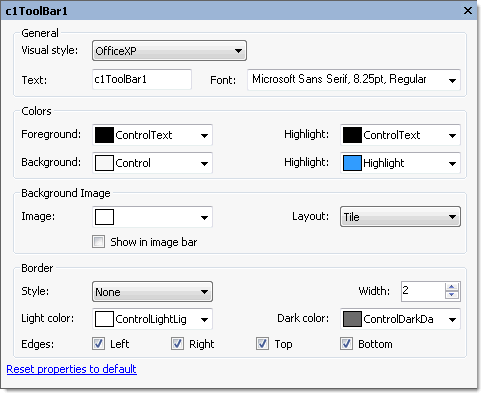 c1ToolBar1
General
Visual style: OfficeXP
Text: c1ToolBar1 Font: Microsoft Sans Serif, 8.25pt, Regular
Colors
Foreground: ControlText Highlight: ControlText
Background: Control Highlight: Highlight
Background Image
Image: Layout: Tile
Show in image bar
Border
Style: None Width: 2
Light color: ControlLightLig Dark color: ControlDarkDa
Edges: Left Right Top Bottom
Reset properties to default